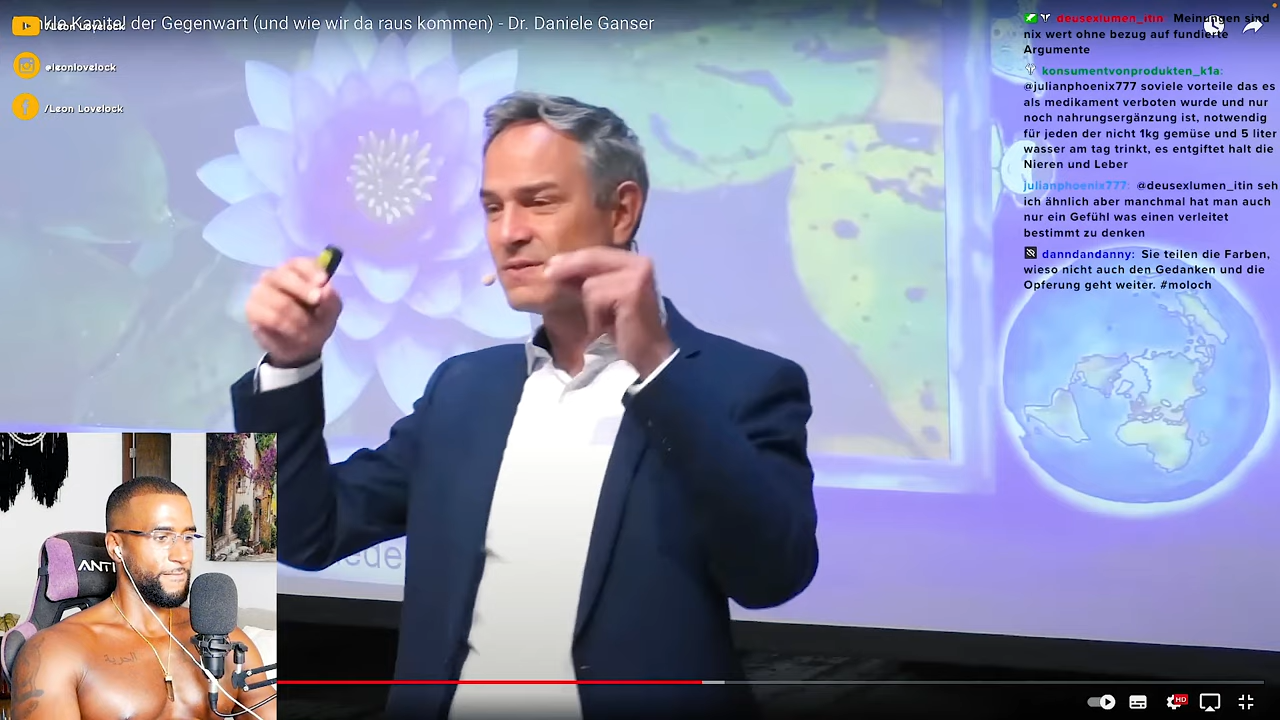 Kapitel der Gegenwart (und wie wir da raus kommen) - Dr. Daniele Ganser
/Leon Lovelock
@leonlovelock
/Leon Lovelock
deusexlumen_itin Meinungen sind
nix wert ohne bezug auf fundierte
Argumente
konsumentvonprodukten_k1a:
@julianphoenix777 soviele vorteile das es
als medikament verboten wurde und nur
noch nahrungsergänzung ist, notwendig
für jeden der nicht 1kg gemüse und 5 liter
wasser am tag trinkt, es entgiftet halt die
Nieren und Leber
julianphoenix777: @deusexlumen_itin seh
ich ähnlich aber manchmal hat man auch
nur ein Gefühl was einen verleitet
bestimmt zu denken
danndandanny: Sie teilen die Farben,
wieso nicht auch den Gedanken und die
Opferung geht weiter. #moloch
ANTI
الحرية
HD